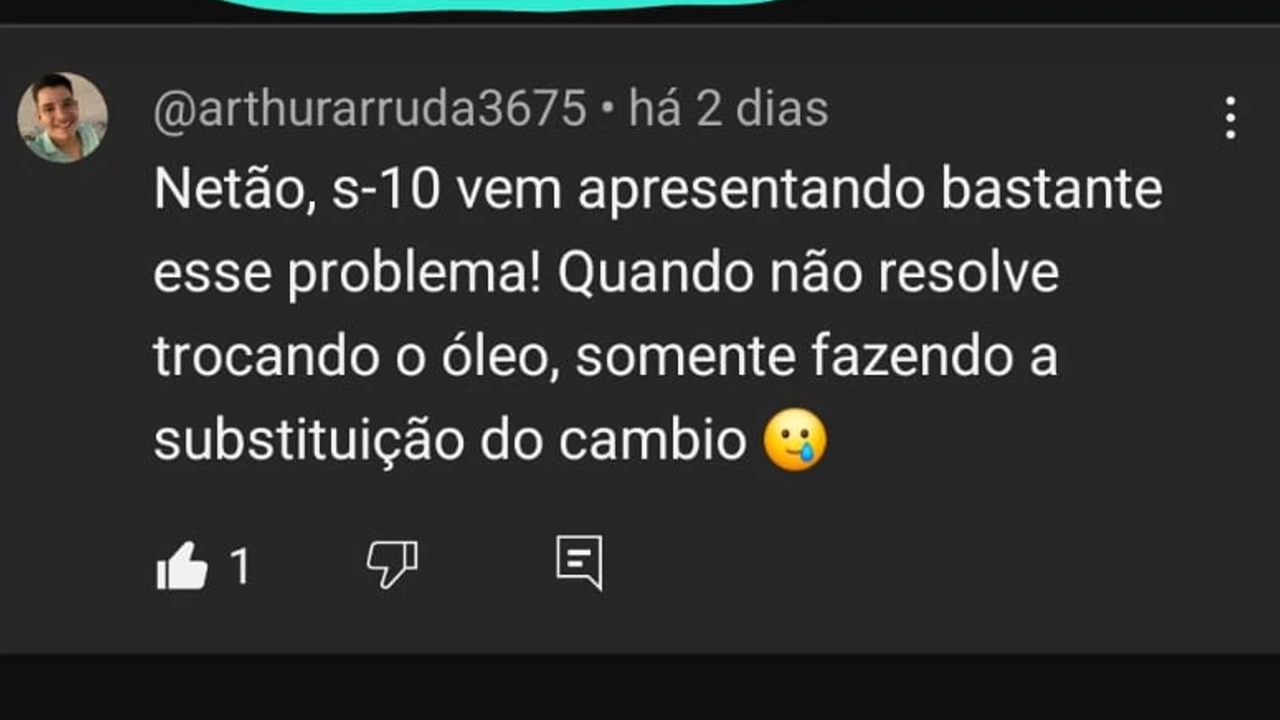 @arthurarruda3675 • há 2 dias
Netão, s-10 vem apresentando bastante
esse problema! Quando não resolve
trocando o óleo, somente fazendo a
substituição do cambio 🥲
1